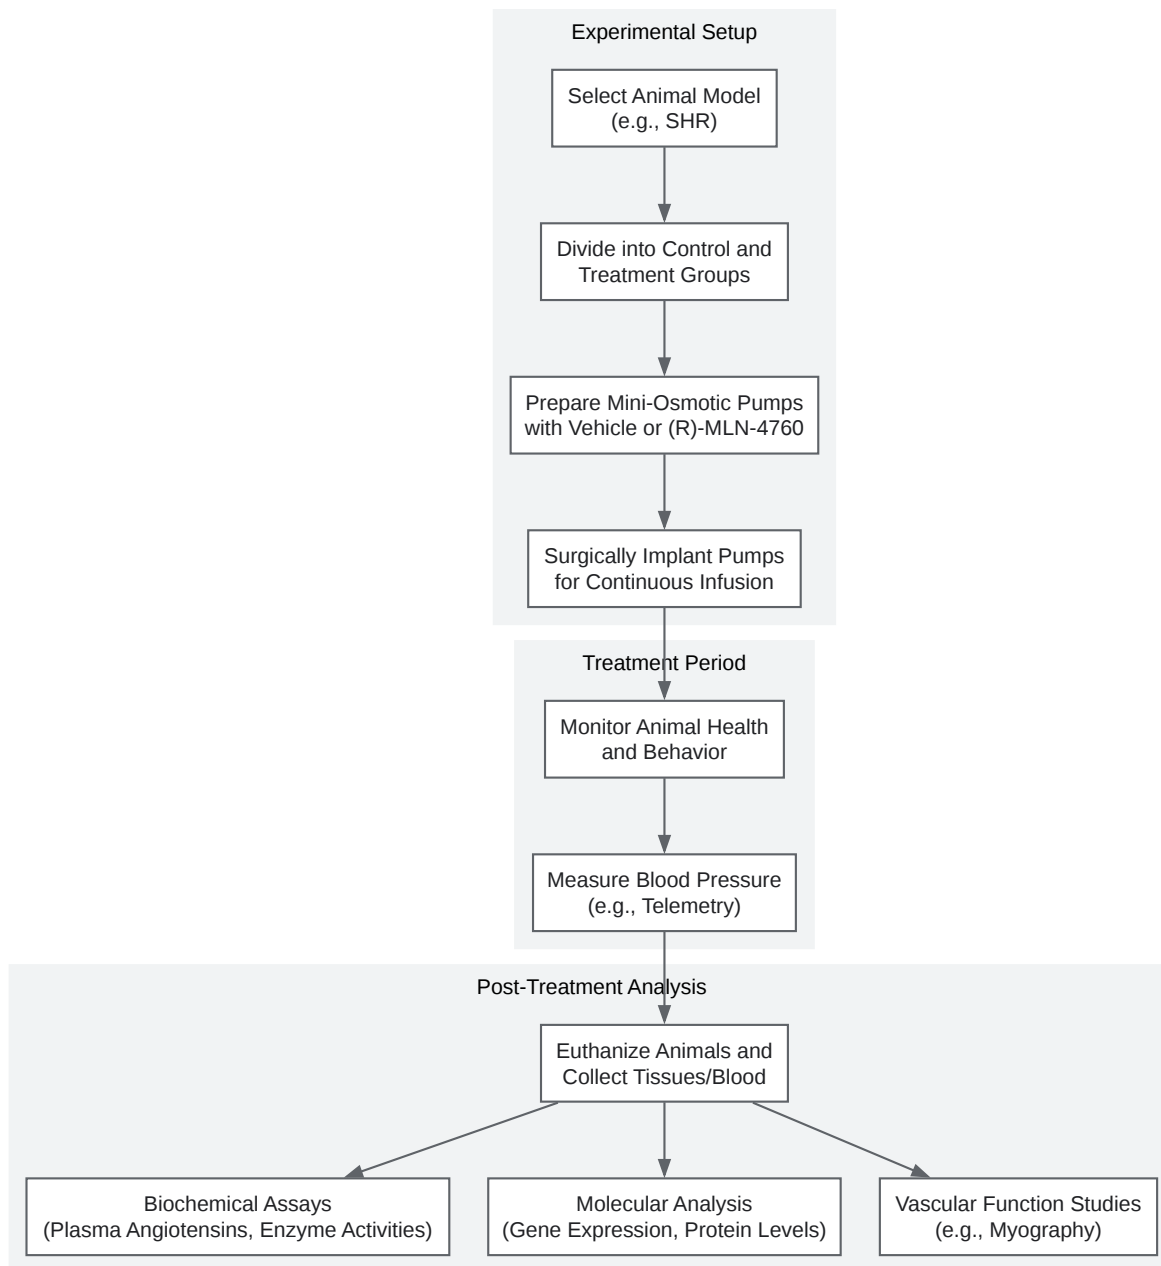 Experimental Setup
Select Animal Model
(e.g., SHR)
Divide into Control and
Treatment Groups
Prepare Mini-Osmotic Pumps
with Vehicle or (R)-MLN-4760
Surgically Implant Pumps
for Continuous Infusion
Treatment Period
Monitor Animal Health
and Behavior
Measure Blood Pressure
(e.g., Telemetry)
Post-Treatment Analysis
Euthanize Animals and
Collect Tissues/Blood
Biochemical Assays
(Plasma Angiotensins, Enzyme Activities)
Molecular Analysis
(Gene Expression, Protein Levels)
Vascular Function Studies
(e.g., Myography)